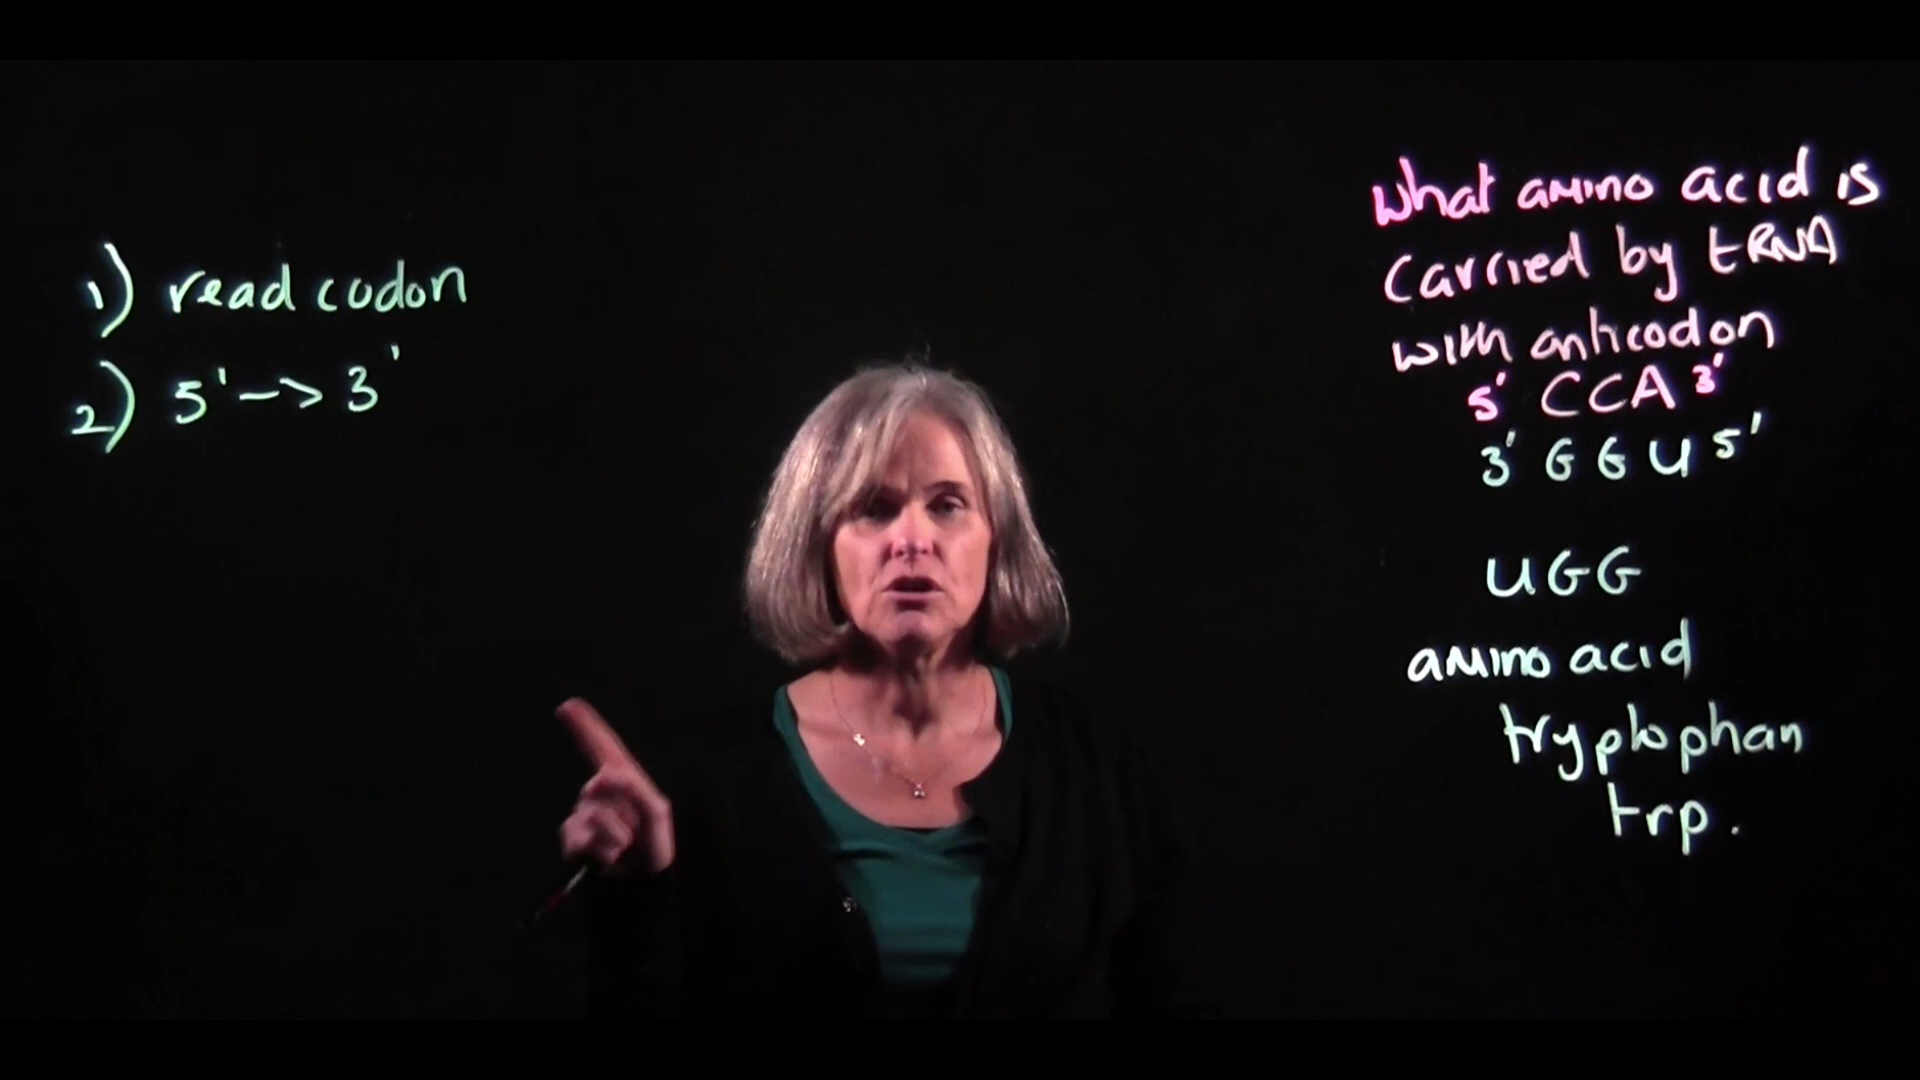 1) read codon
2) 5' -> 3'
What amino acid is
carried by tRNA
with anticodon
5' CCA 3'
3' G G U 5'
UGG
amino acid
tryptophan
trp.